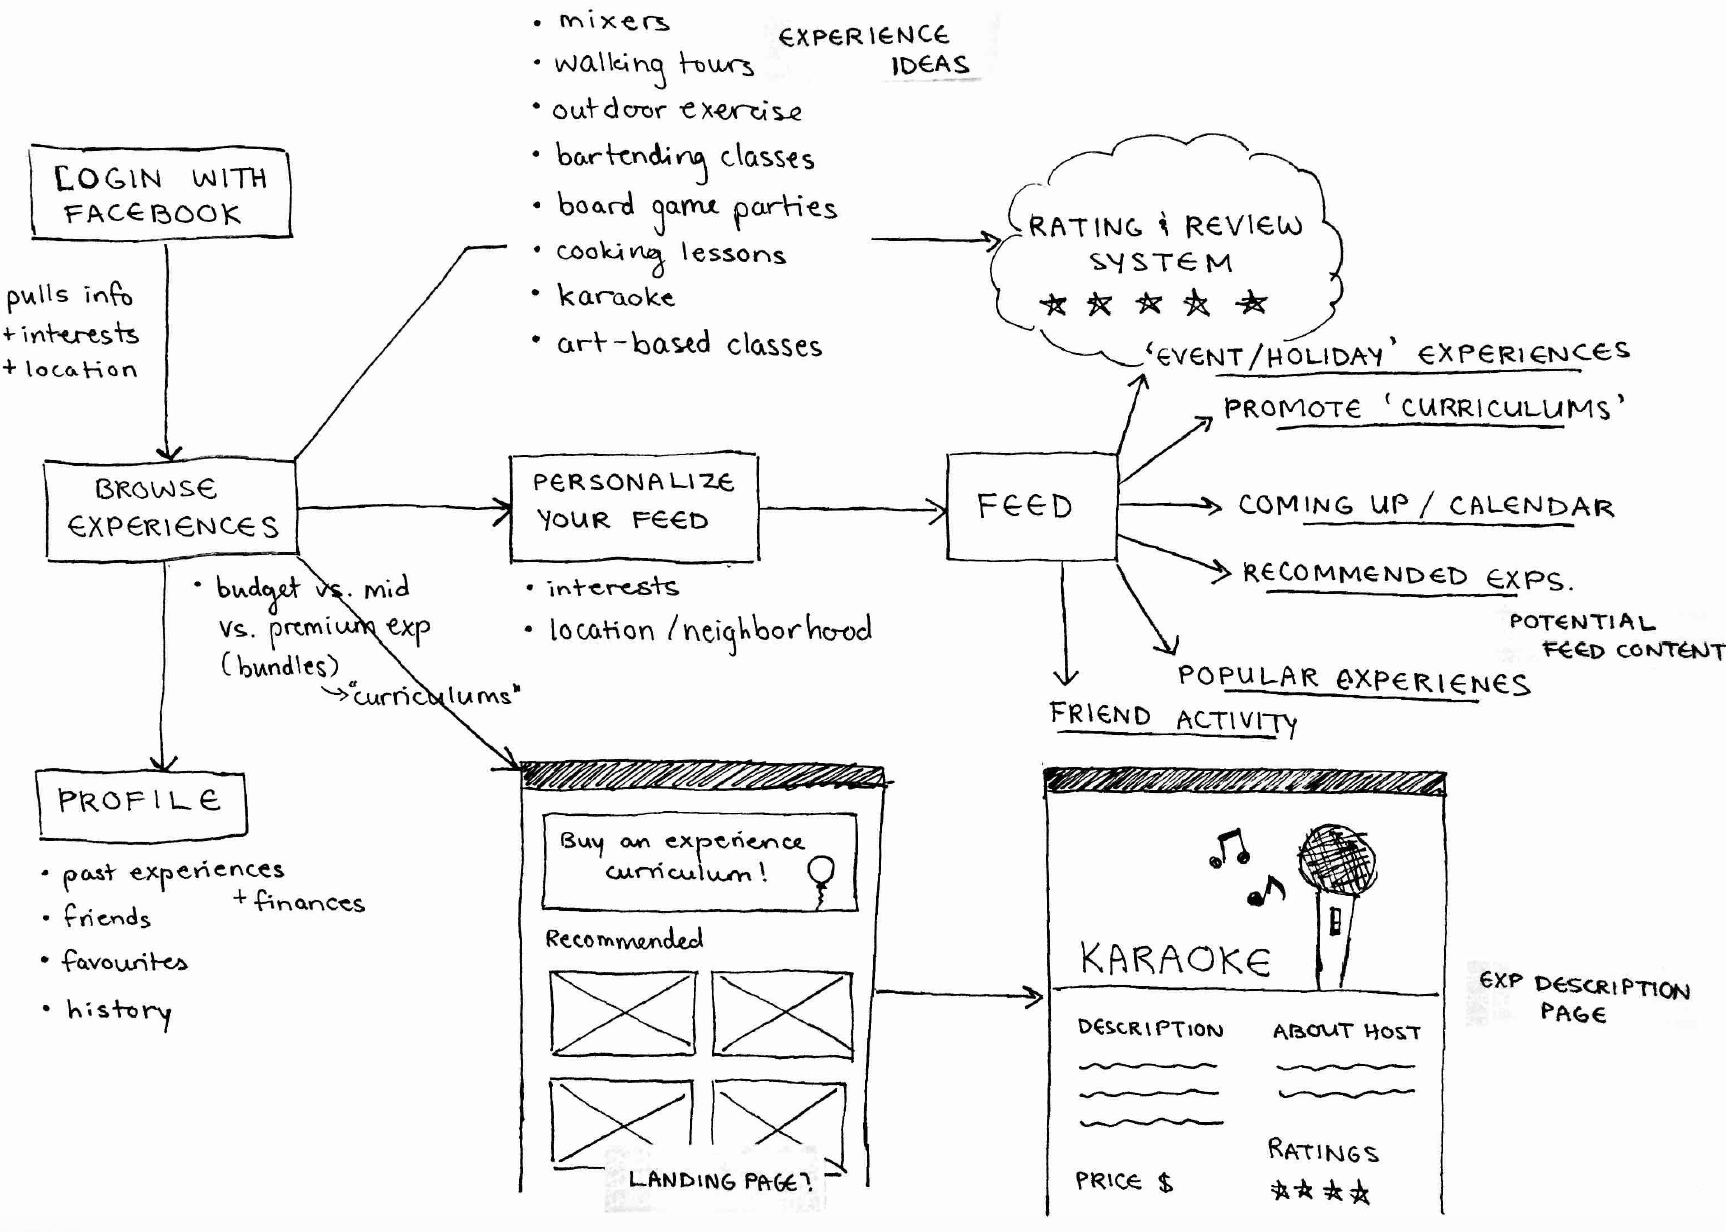 • mixers
• walking tours
• outdoor exercise
• bartending classes
• board game parties
• cooking lessons
• karaoke
• art-based classes
EXPERIENCE
IDEAS
LOGIN WITH
FACEBOOK
pulls info
+ interests
+ location
RATING & REVIEW
SYSTEM
BROWSE
EXPERIENCES
• budget vs. mid
vs. premium exp
(bundles)
"curriculums"
PERSONALIZE
YOUR FEED
• interests
• location / neighborhood
FEED
'EVENT/HOLIDAY' EXPERIENCES
PROMOTE 'CURRICULUMS'
COMING UP / CALENDAR
RECOMMENDED EXPS.
POTENTIAL
FEED CONTENT
POPULAR EXPERIENES
FRIEND ACTIVITY
PROFILE
• past experiences
+ finances
• friends
• favourites
• history
Buy an experience
curriculum!
Recommended
LANDING PAGE?
KARAOKE
DESCRIPTION
ABOUT HOST
PRICE $
RATINGS
EXP DESCRIPTION
PAGE